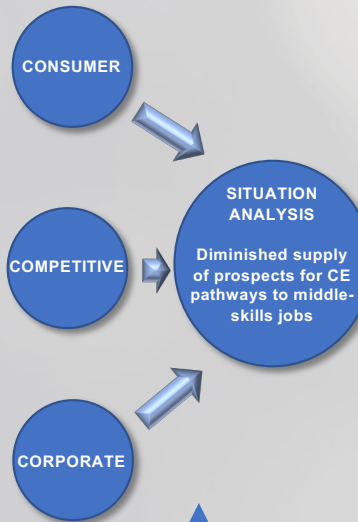 CONSUMER
SITUATION
ANALYSIS
Diminished supply
of prospects for CE
pathways to middle-
skills jobs
COMPETITIVE
CORPORATE